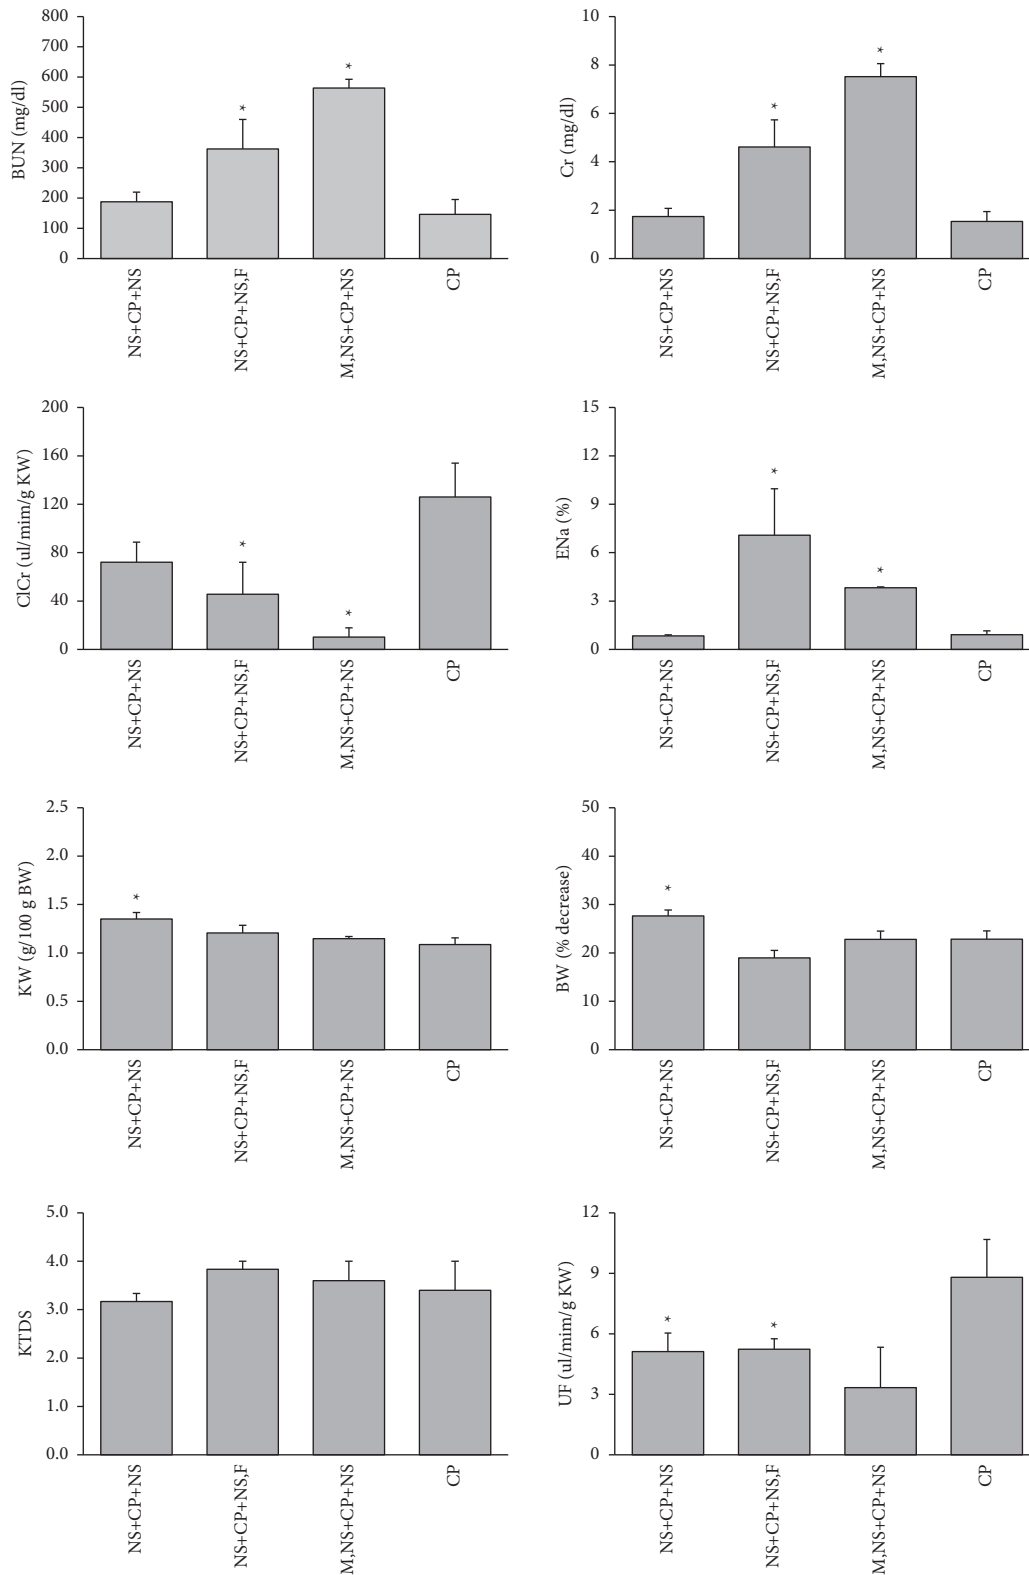 800
700
600
500
400
300
200
100
0
BUN (mg/dl)
*
*
NS+CP+NS
NS+CP+NS,F
M,NS+CP+NS
CP
10
8
6
4
2
0
Cr (mg/dl)
*
*
NS+CP+NS
NS+CP+NS,F
M,NS+CP+NS
CP
200
160
120
80
40
0
ClCr (ul/mim/g KW)
*
*
NS+CP+NS
NS+CP+NS,F
M,NS+CP+NS
CP
15
12
9
6
3
0
ENa (%)
*
*
NS+CP+NS
NS+CP+NS,F
M,NS+CP+NS
CP
2.5
2.0
1.5
1.0
0.5
0.0
KW (g/100 g BW)
*
NS+CP+NS
NS+CP+NS,F
M,NS+CP+NS
CP
50
40
30
20
10
0
BW (% decrease)
*
NS+CP+NS
NS+CP+NS,F
M,NS+CP+NS
CP
5.0
4.0
3.0
2.0
1.0
0.0
KTDS
NS+CP+NS
NS+CP+NS,F
M,NS+CP+NS
CP
12
9
6
3
0
UF (ul/mim/g KW)
*
*
NS+CP+NS
NS+CP+NS,F
M,NS+CP+NS
CP